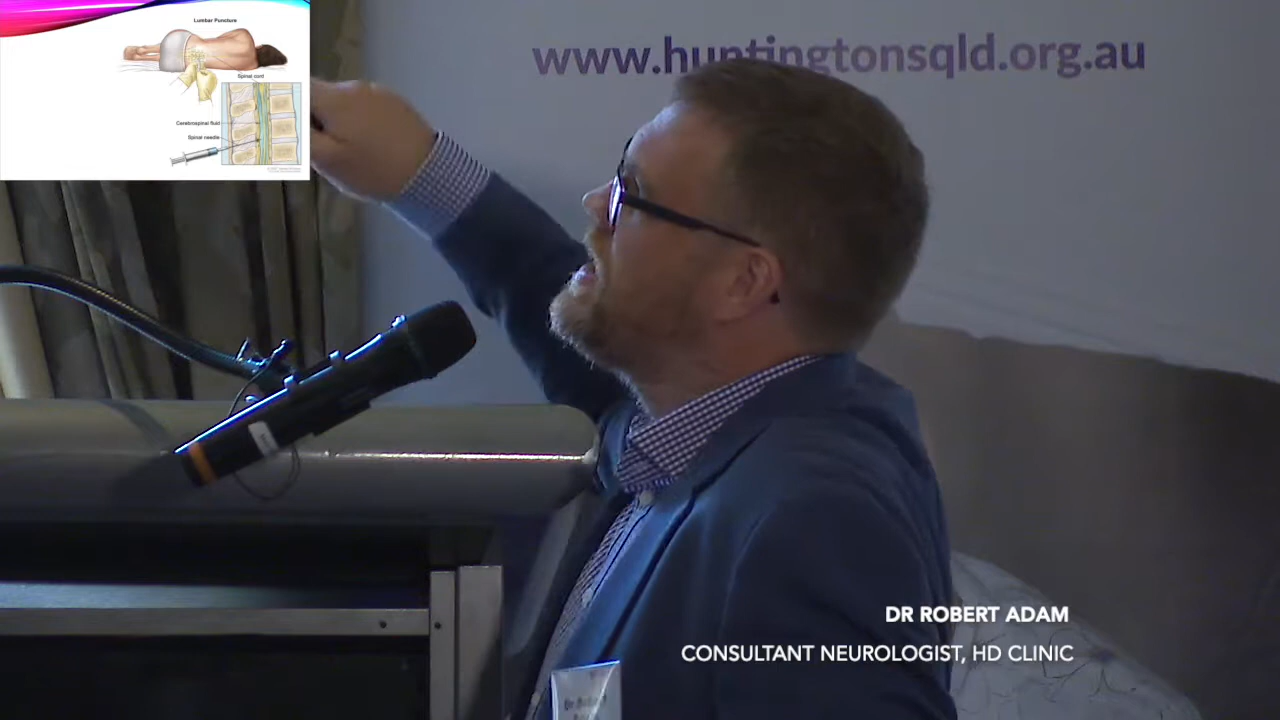 Lumbar Puncture
Spinal cord
Cerebrospinal fluid
Spinal needle
www.huntingtonsqld.org.au
DR ROBERT ADAM
CONSULTANT NEUROLOGIST, HD CLINIC
Dr